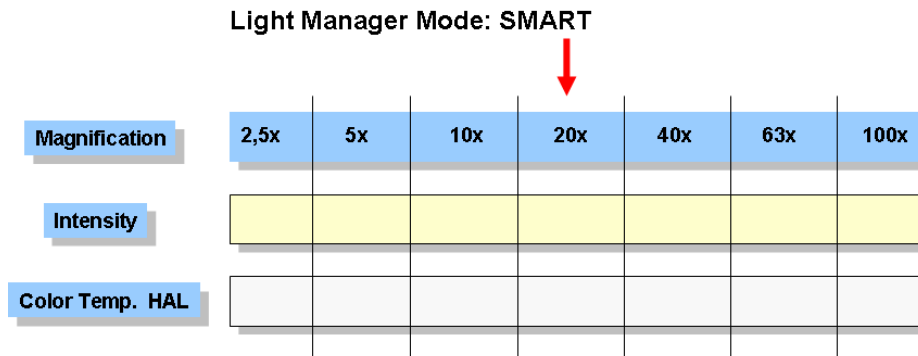 Light Manager Mode: SMART
Magnification 2,5x 5x 10x 20x 40x 63x 100x
Intensity
Color Temp. HAL